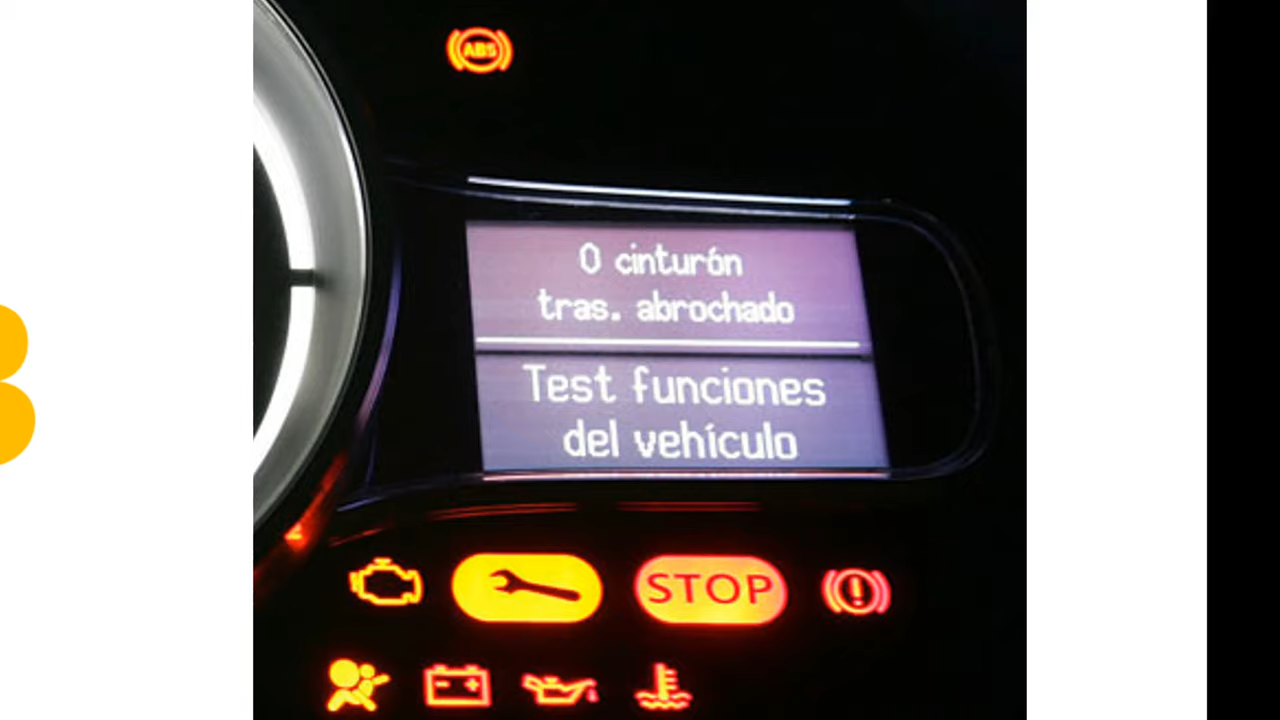 ABS
0 cinturón
tras. abrochado
Test funciones
del vehículo
STOP